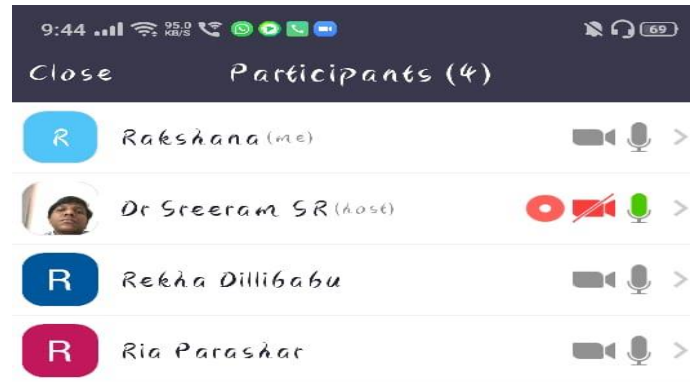 9:44 95.0 KB/S 69
Close Participants (4)
R Rakshana (me)
Dr Sreeram SR (host)
R Rekha Dillibabu
R Ria Parashar